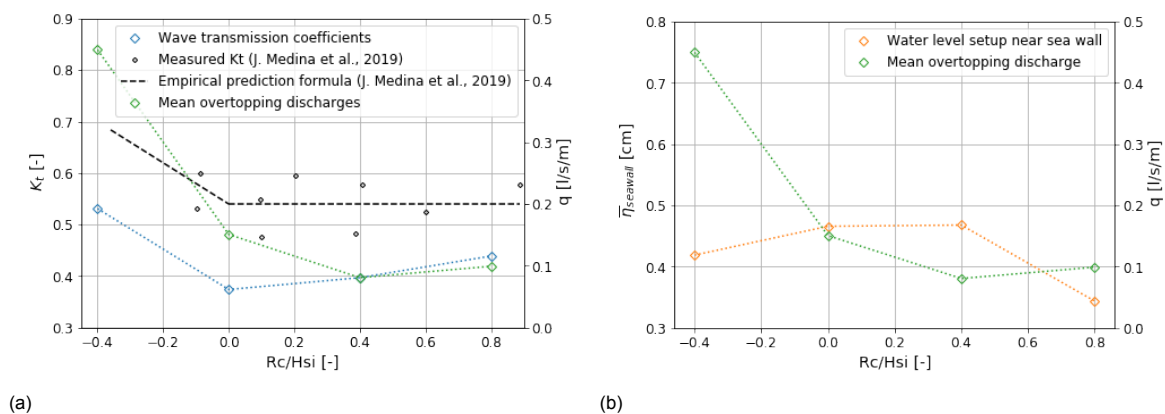 0.9
0.8
0.7
0.6
0.5
0.4
0.3
K_t [-]
Wave transmission coefficients
Measured Kt (J. Medina et al., 2019)
Empirical prediction formula (J. Medina et al., 2019)
Mean overtopping discharges
0.5
0.4
0.3
0.2
0.1
0.0
q [l/s/m]
−0.4 −0.2 0.0 0.2 0.4 0.6 0.8
Rc/Hsi [-]
(a)
0.8
0.7
0.6
0.5
0.4
0.3
η̅_seawall [cm]
Water level setup near sea wall
Mean overtopping discharge
0.5
0.4
0.3
0.2
0.1
0.0
q [l/s/m]
−0.4 −0.2 0.0 0.2 0.4 0.6 0.8
Rc/Hsi [-]
(b)